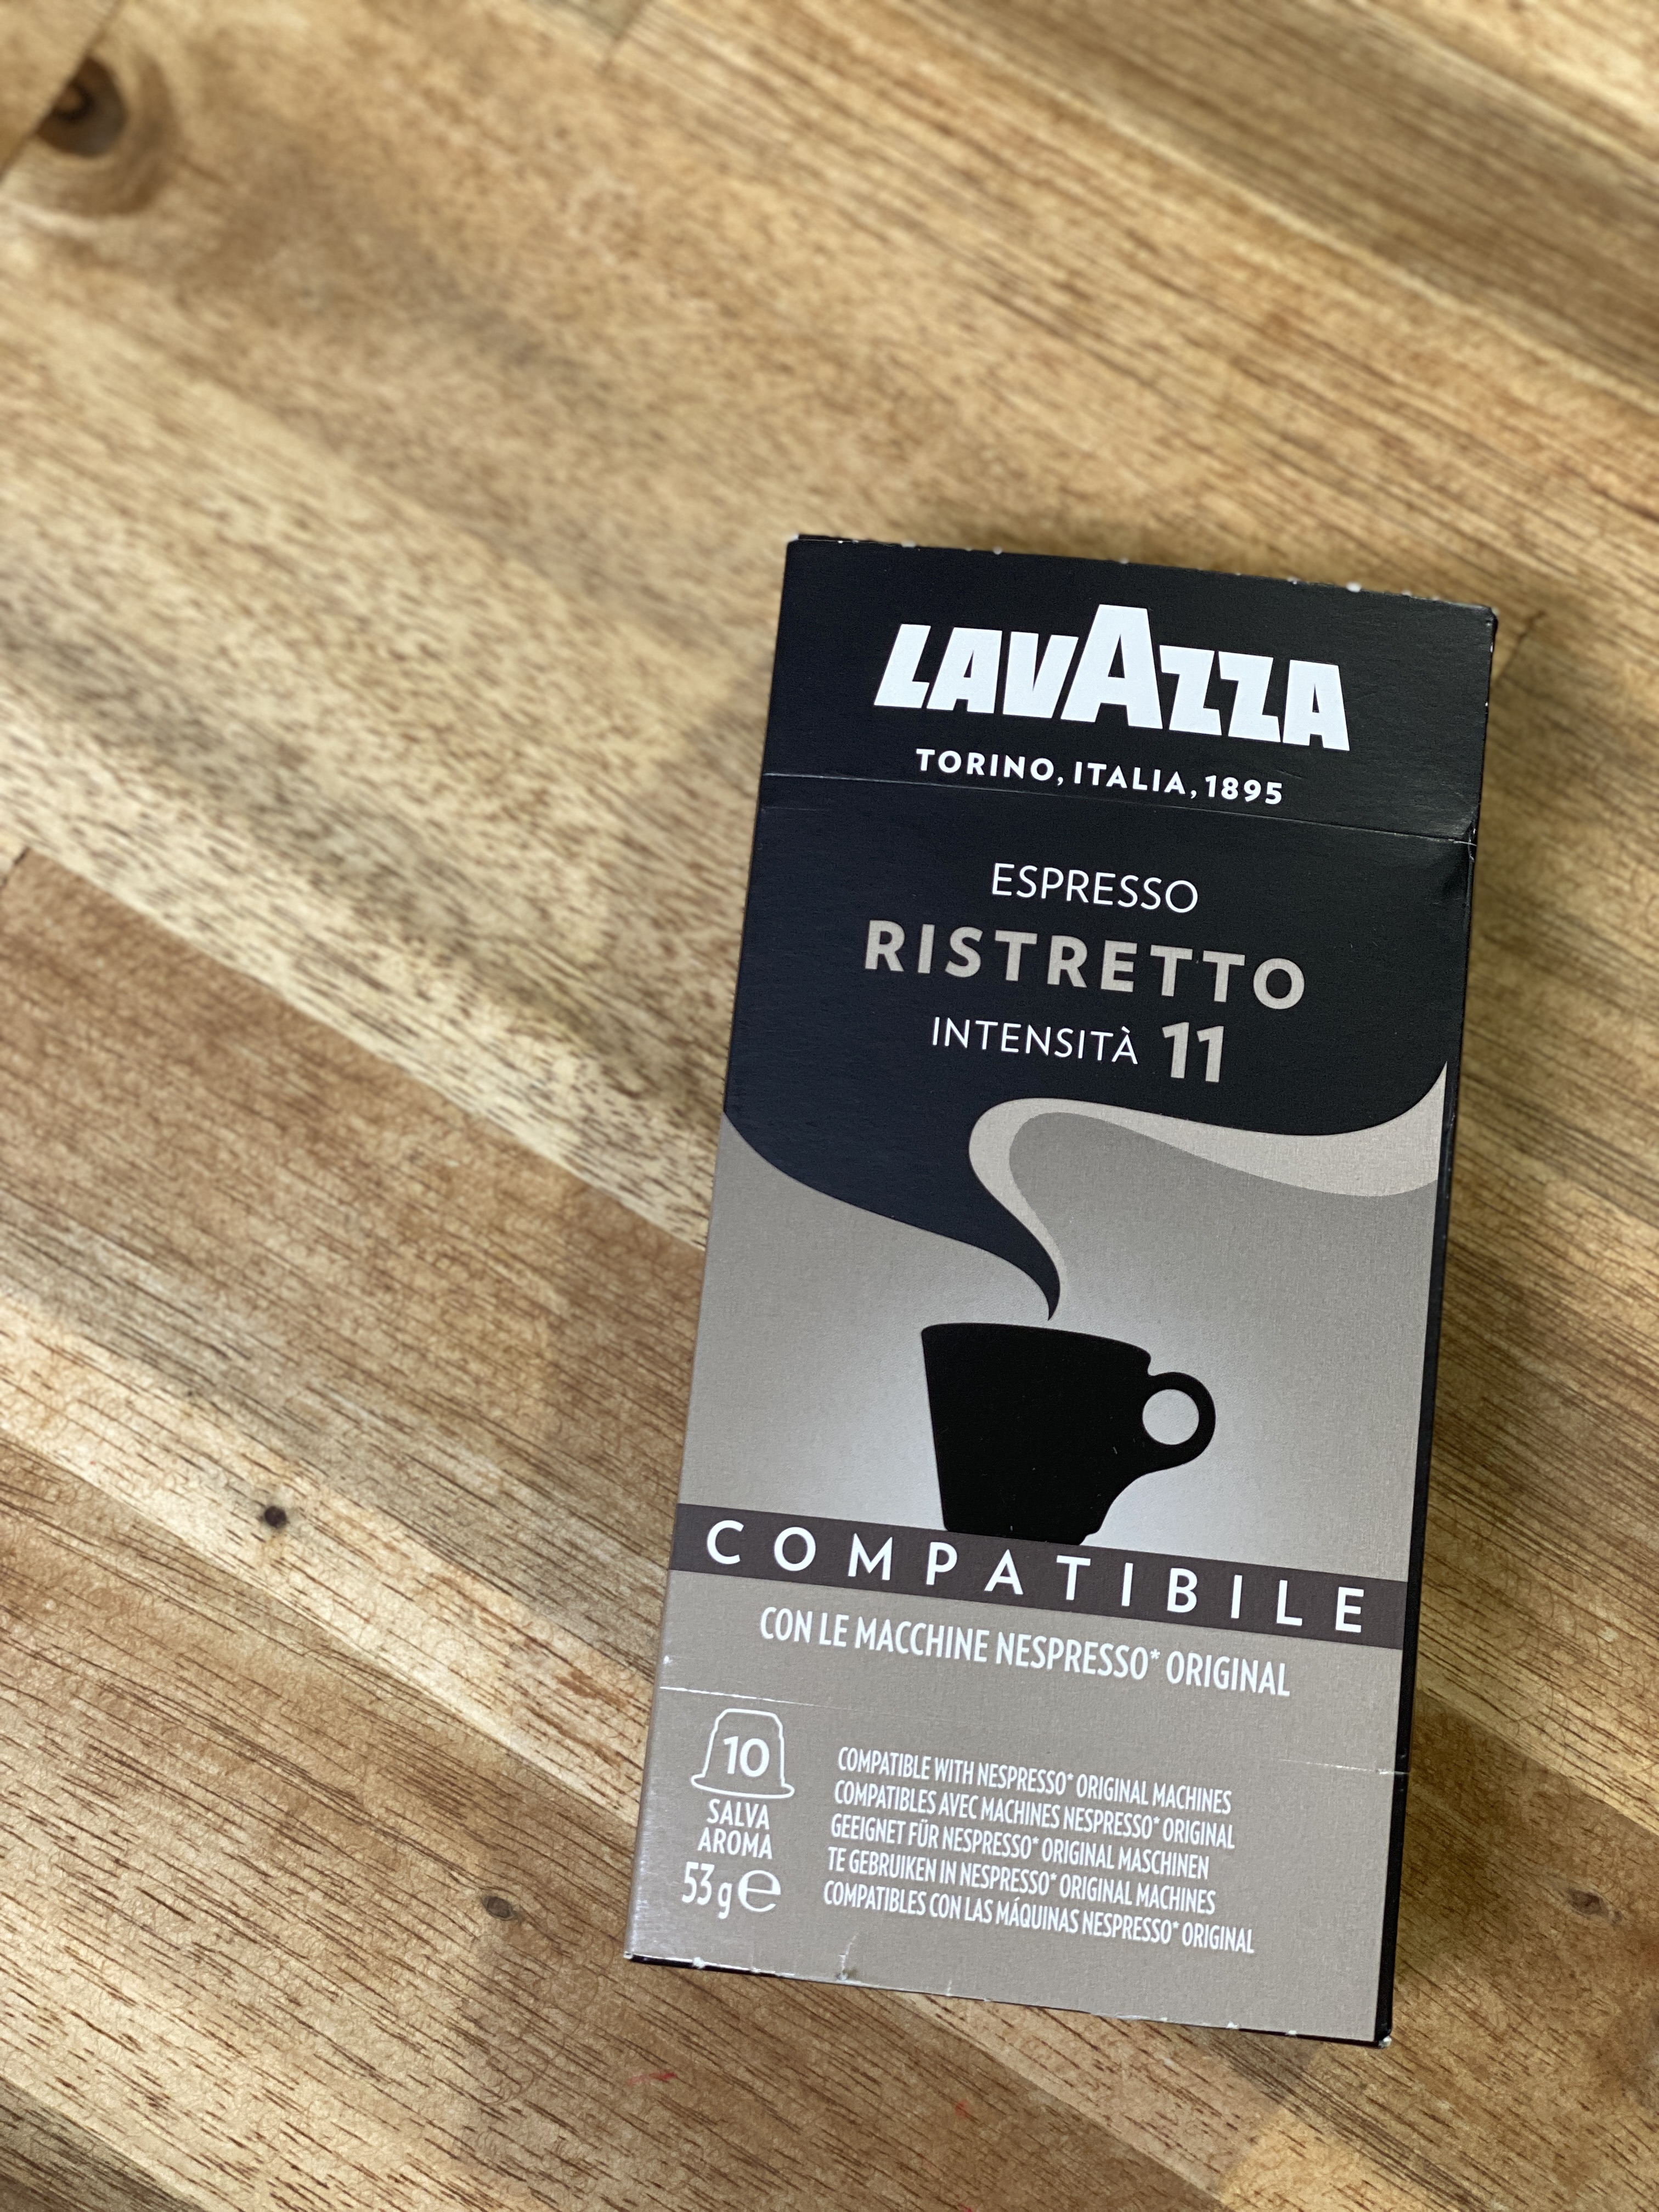 LAVAZZA
TORINO, ITALIA, 1895
ESPRESSO
RISTRETTO
INTENSITÀ 11
COMPATIBILE
CON LE MACCHINE NESPRESSO* ORIGINAL
10
SALVA
AROMA
53 g ℮
COMPATIBLE WITH NESPRESSO* ORIGINAL MACHINES
COMPATIBLES AVEC MACHINES NESPRESSO* ORIGINAL
GEEIGNET FÜR NESPRESSO* ORIGINAL MASCHINEN
TE GEBRUIKEN IN NESPRESSO* ORIGINAL MACHINES
COMPATIBLES CON LAS MÁQUINAS NESPRESSO* ORIGINAL